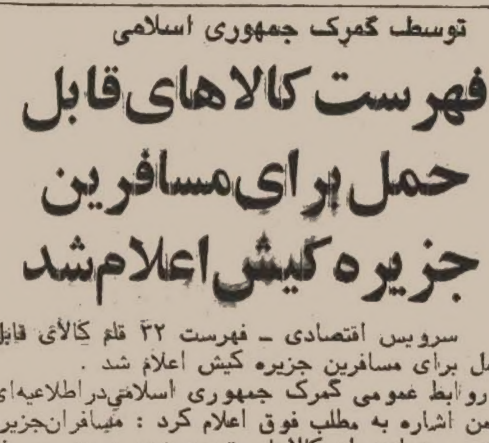 توسط گمرک جمهوری اسلامی
فهرست کالاهای قابل
حمل برای مسافرین
جزیره کیش اعلام شد
سرویس اقتصادی ـ فهرست ۳۲ قلم کالای قابل
برای مسافرین جزیره کیش اعلام شد .
روابط عمومی گمرک جمهوری اسلامی در اطلاعیه‌ای
اشاره به مطلب فوق اعلام کرد : مسافران جزیره